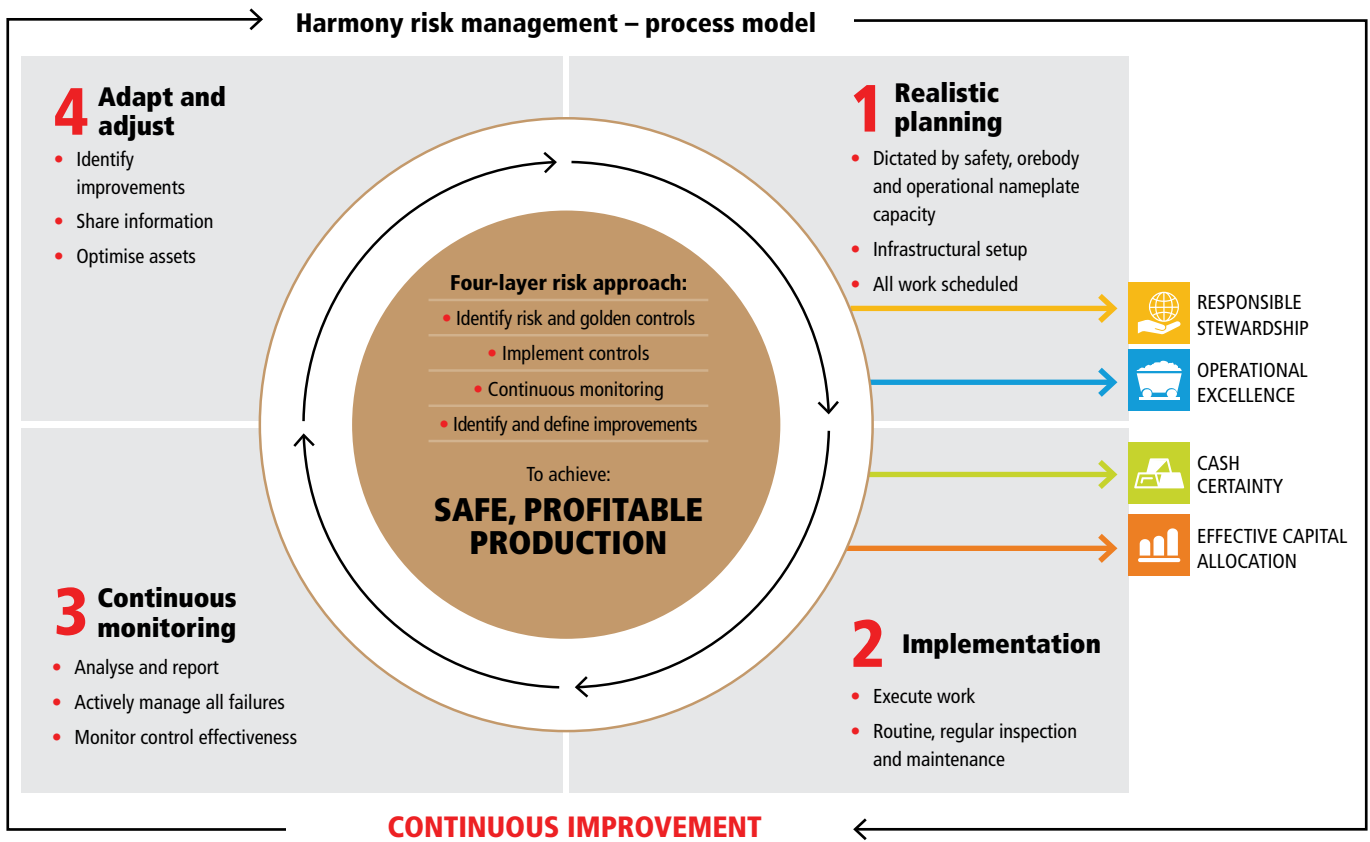 Harmony risk management – process model
4 Adapt and
adjust
• Identify
improvements
• Share information
• Optimise assets
1 Realistic
planning
• Dictated by safety, orebody
and operational nameplate
capacity
• Infrastructural setup
• All work scheduled
Four-layer risk approach:
• Identify risk and golden controls
• Implement controls
• Continuous monitoring
• Identify and define improvements
To achieve:
SAFE, PROFITABLE
PRODUCTION
RESPONSIBLE
STEWARDSHIP
OPERATIONAL
EXCELLENCE
CASH
CERTAINTY
EFFECTIVE CAPITAL
ALLOCATION
3 Continuous
monitoring
• Analyse and report
• Actively manage all failures
• Monitor control effectiveness
2 Implementation
• Execute work
• Routine, regular inspection
and maintenance
CONTINUOUS IMPROVEMENT